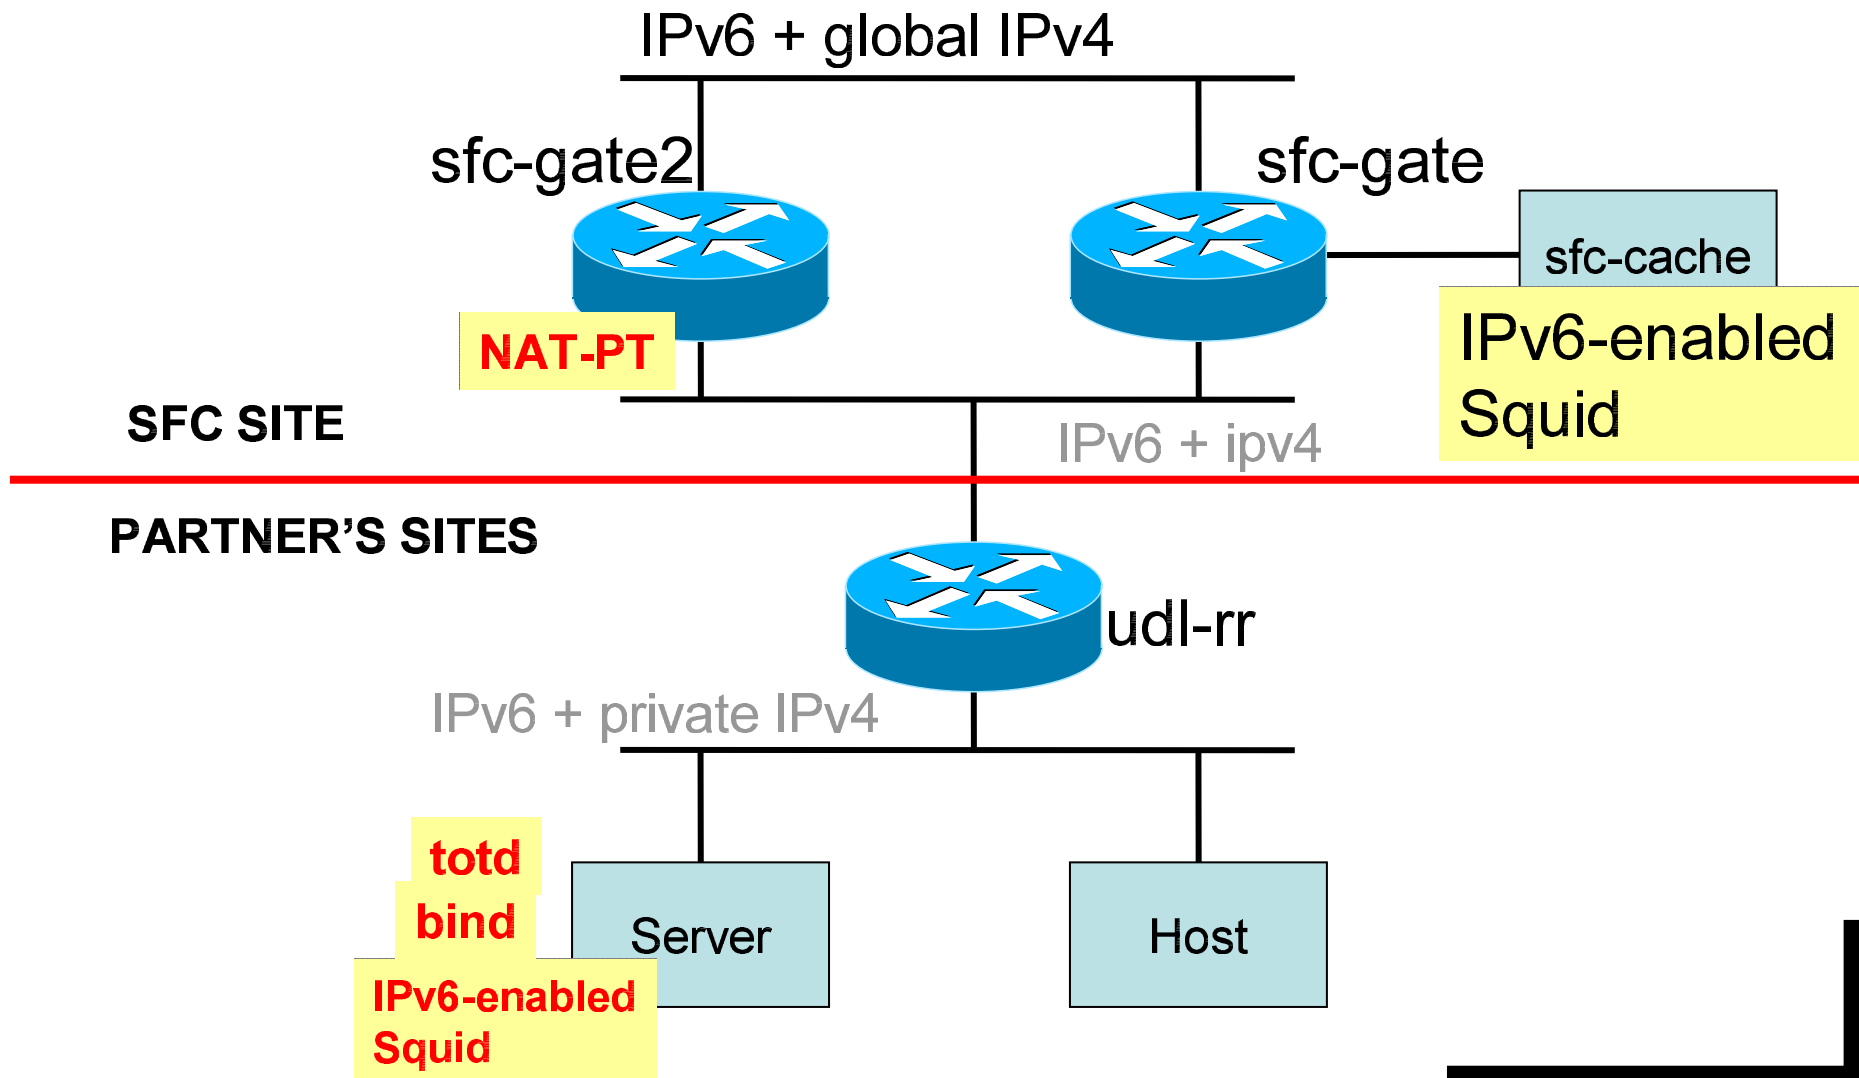 IPv6 + global IPv4
sfc-gate2
sfc-gate
sfc-cache
IPv6-enabled
Squid
NAT-PT
SFC SITE
IPv6 + ipv4
PARTNER’S SITES
udl-rr
IPv6 + private IPv4
totd
bind
IPv6-enabled
Squid
Server
Host